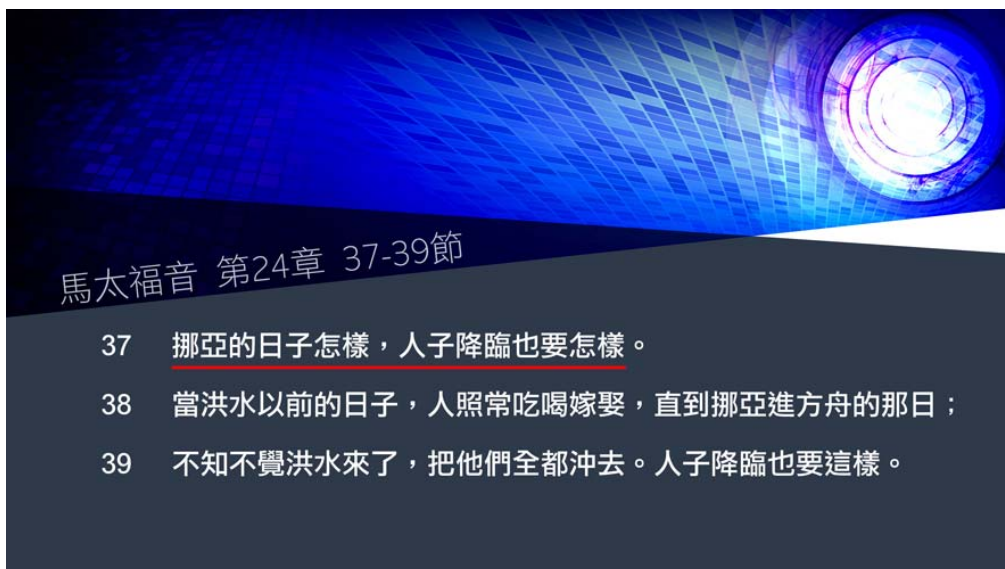 馬太福音 第24章 37-39節
37 挪亞的日子怎樣，人子降臨也要怎樣。
38 當洪水以前的日子，人照常吃喝嫁娶，直到挪亞進方舟的那日；
39 不知不覺洪水來了，把他們全都沖去。人子降臨也要這樣。